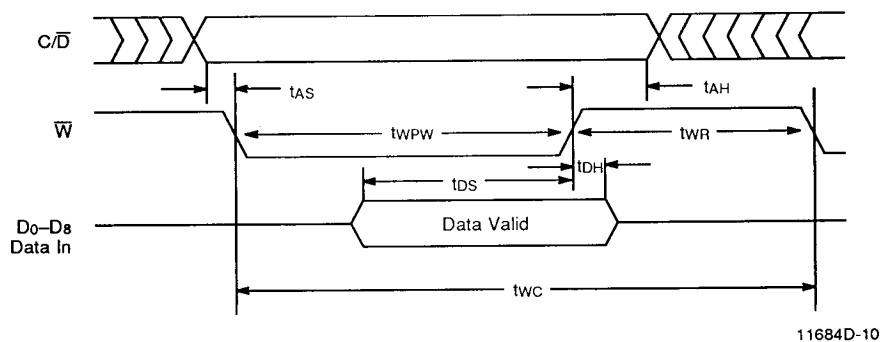 C/D̅
tAS
tAH
W̅
tWPW
tWR
tDS
tDH
D0–D8
Data In
Data Valid
tWC
11684D-10